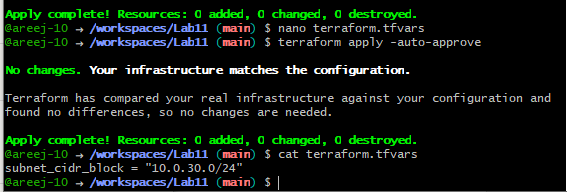 Apply complete! Resources: 0 added, 0 changed, 0 destroyed.
@areej-10 → /workspaces/Lab11 (main) $ nano terraform.tfvars
@areej-10 → /workspaces/Lab11 (main) $ terraform apply -auto-approve
No changes. Your infrastructure matches the configuration.
Terraform has compared your real infrastructure against your configuration and
found no differences, so no changes are needed.
Apply complete! Resources: 0 added, 0 changed, 0 destroyed.
@areej-10 → /workspaces/Lab11 (main) $ cat terraform.tfvars
subnet_cidr_block = "10.0.30.0/24"
@areej-10 → /workspaces/Lab11 (main) $